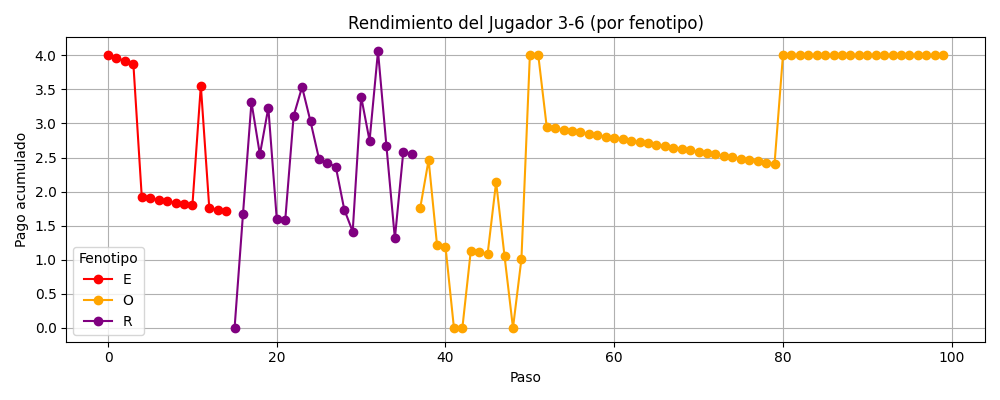 Rendimiento del Jugador 3-6 (por fenotipo)
Pago acumulado
4.0
3.5
3.0
2.5
2.0
1.5
1.0
0.5
0.0
Fenotipo
E
O
R
0 20 40 60 80 100
Paso